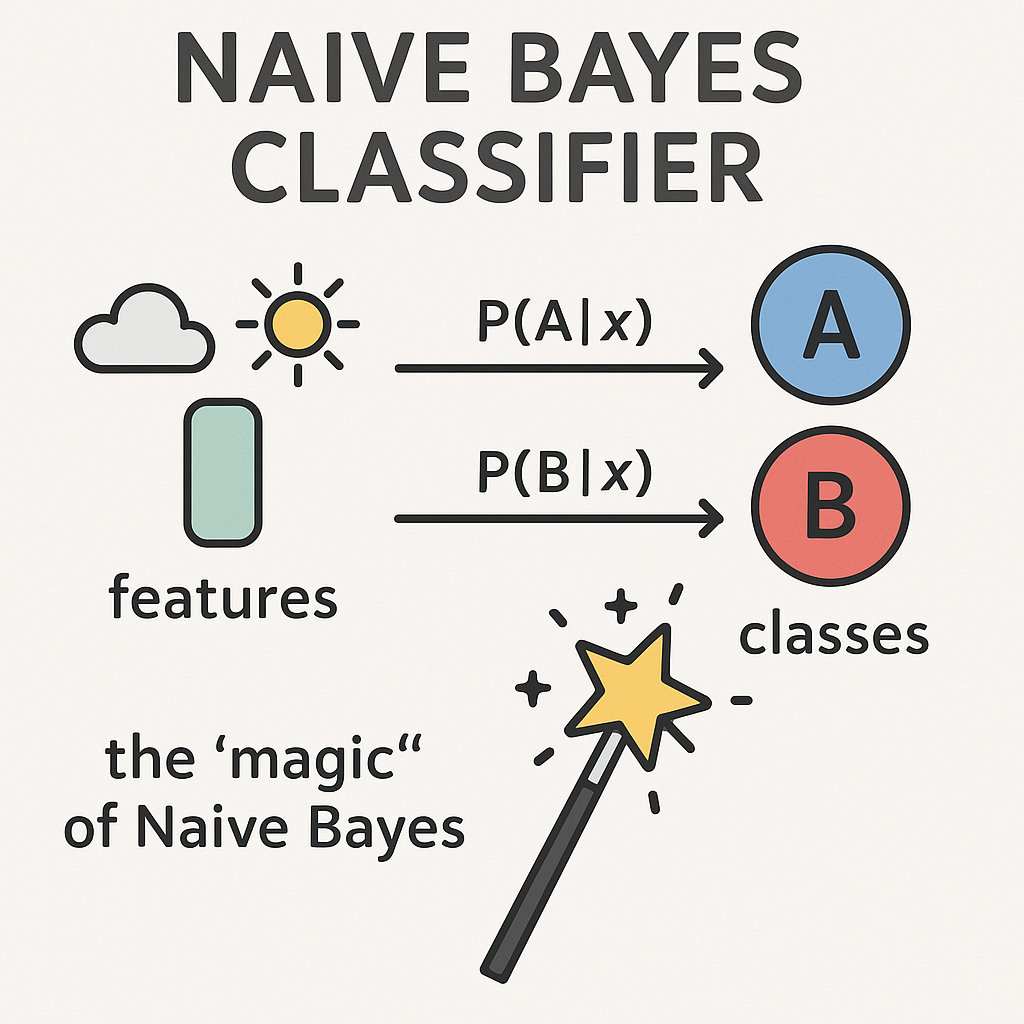 NAIVE BAYES
CLASSIFIER
P(A|x)
A
P(B|x)
B
features
classes
the ‘magic“
of Naive Bayes